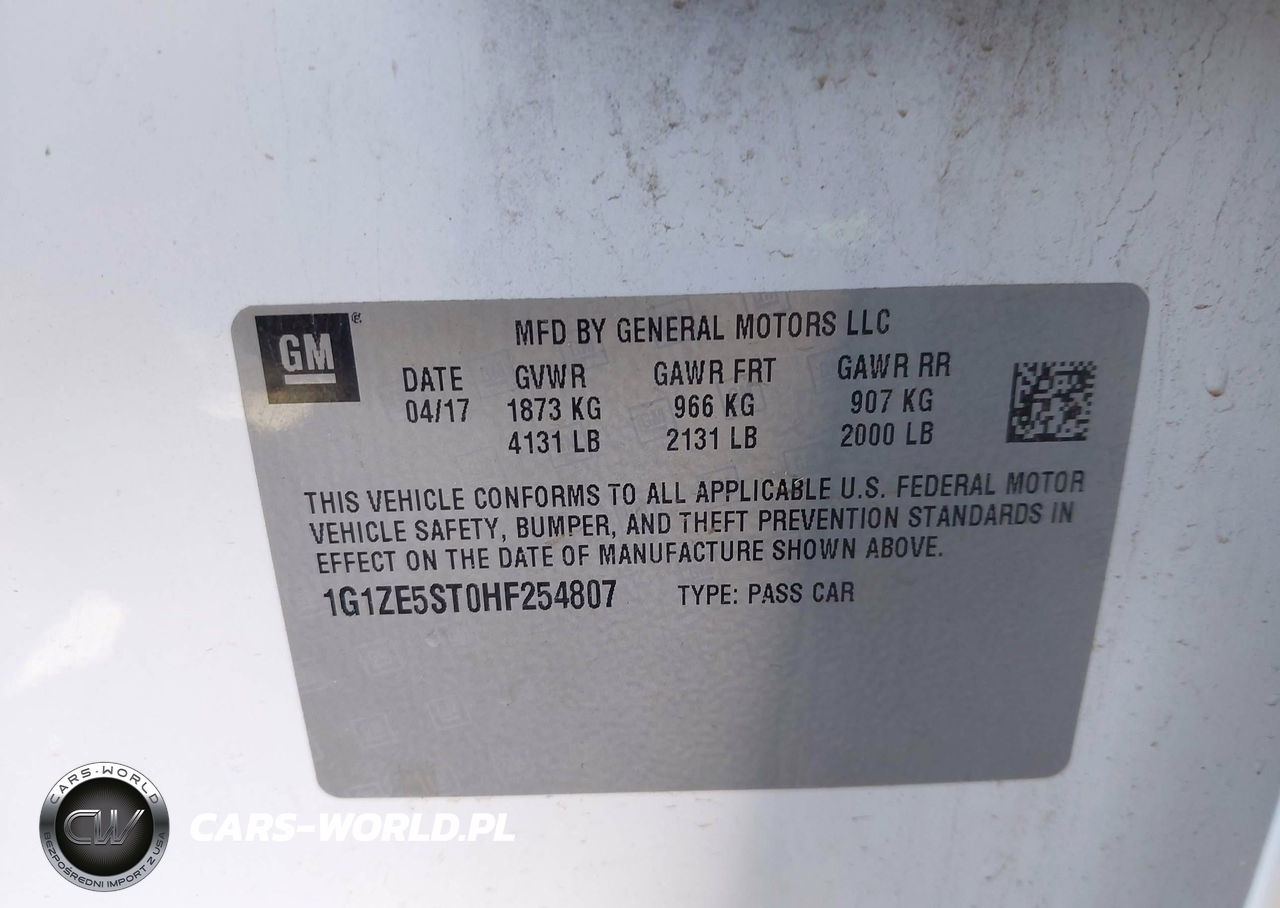 GM
MFD BY GENERAL MOTORS LLC
DATE GVWR GAWR FRT GAWR RR
04/17 1873 KG 966 KG 907 KG
4131 LB 2131 LB 2000 LB
THIS VEHICLE CONFORMS TO ALL APPLICABLE U.S. FEDERAL MOTOR
VEHICLE SAFETY, BUMPER, AND THEFT PREVENTION STANDARDS IN
EFFECT ON THE DATE OF MANUFACTURE SHOWN ABOVE.
1G1ZE5ST0HF254807 TYPE: PASS CAR
CARS-WORLD
CW
BEZPOŚREDNI IMPORT Z USA
CARS-WORLD.PL